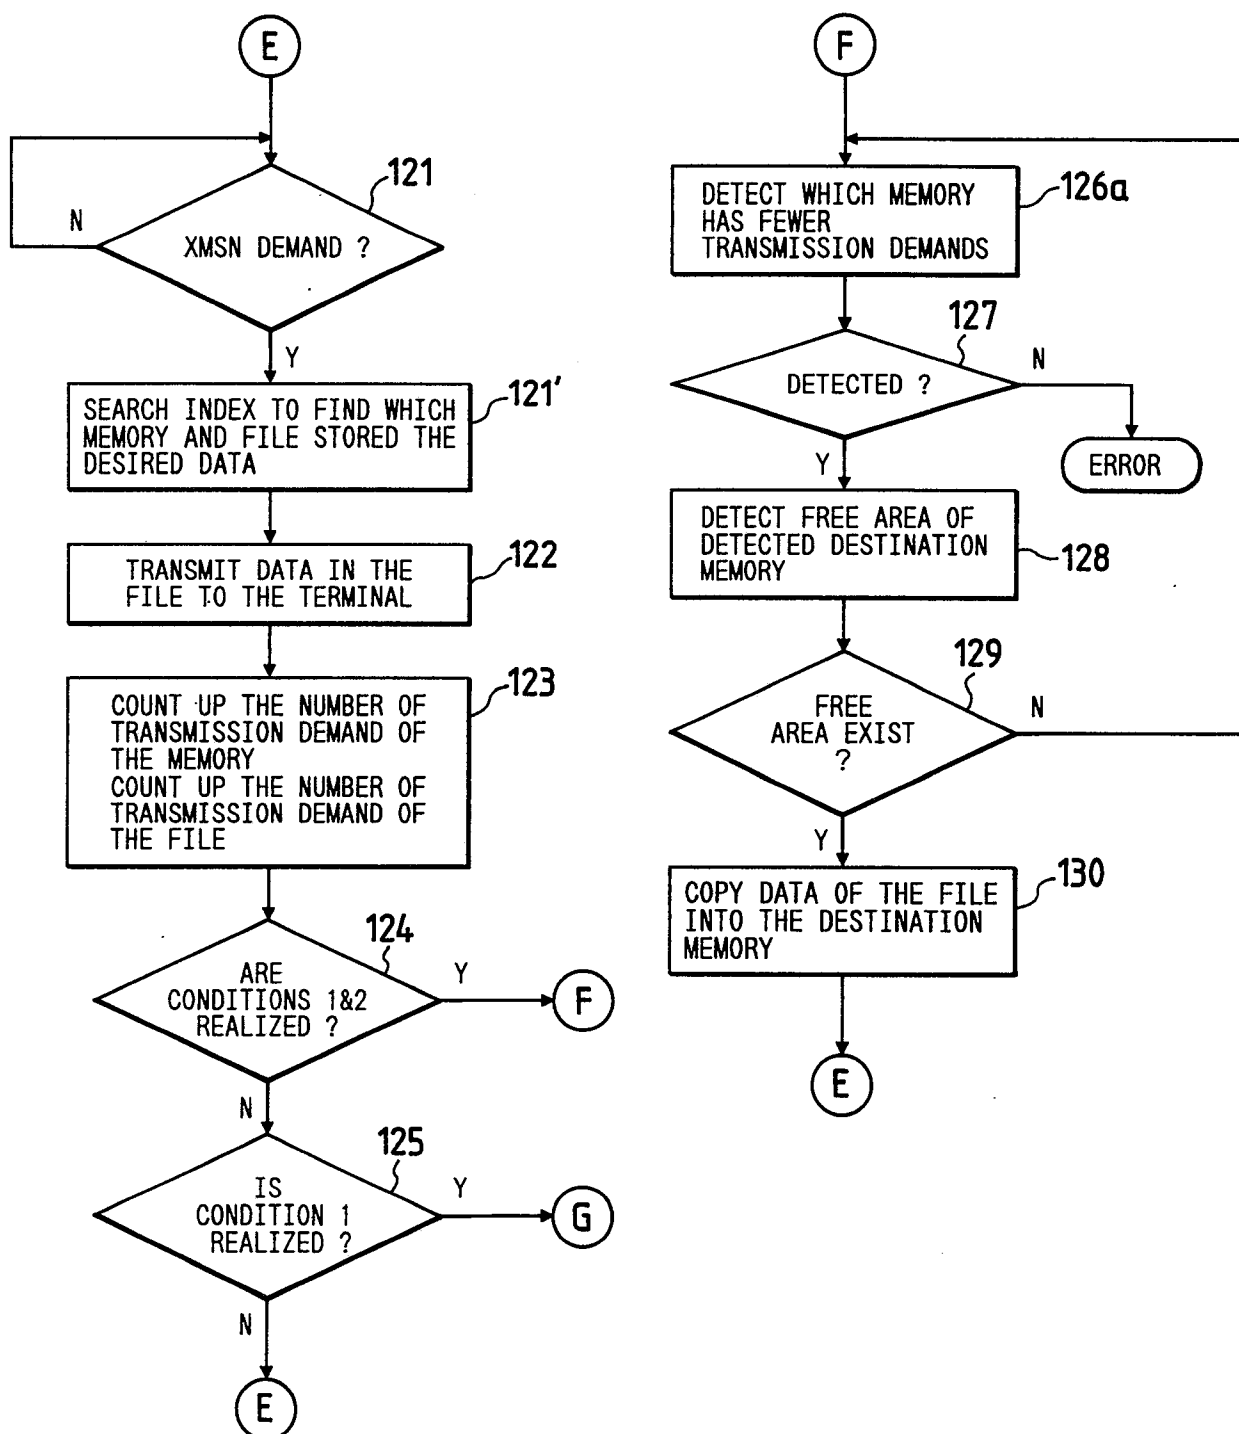 E
121
N
XMSN DEMAND ?
Y
121'
SEARCH INDEX TO FIND WHICH
MEMORY AND FILE STORED THE
DESIRED DATA
122
TRANSMIT DATA IN THE
FILE TO THE TERMINAL
123
COUNT UP THE NUMBER OF
TRANSMISSION DEMAND OF
THE MEMORY
COUNT UP THE NUMBER OF
TRANSMISSION DEMAND OF
THE FILE
124
ARE
CONDITIONS 1&2
REALIZED ?
Y
F
N
125
IS
CONDITION 1
REALIZED ?
Y
G
N
E
F
126a
DETECT WHICH MEMORY
HAS FEWER
TRANSMISSION DEMANDS
127
DETECTED ?
N
ERROR
Y
DETECT FREE AREA OF
DETECTED DESTINATION
MEMORY
128
129
FREE
AREA EXIST
?
N
Y
130
COPY DATA OF THE FILE
INTO THE DESTINATION
MEMORY
E